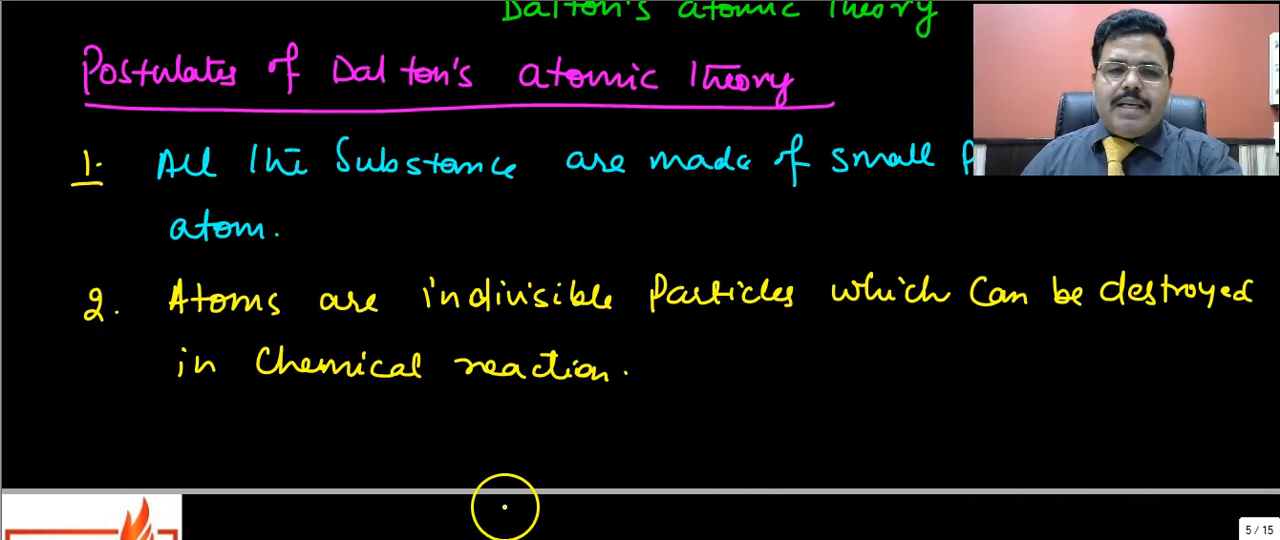 Dalton's atomic Theory
Postulates of Dalton's atomic Theory
1. All the Substance are made of small
atom.
2. Atoms are indivisible Particles which Can be destroyed
in Chemical reaction.
5 / 15